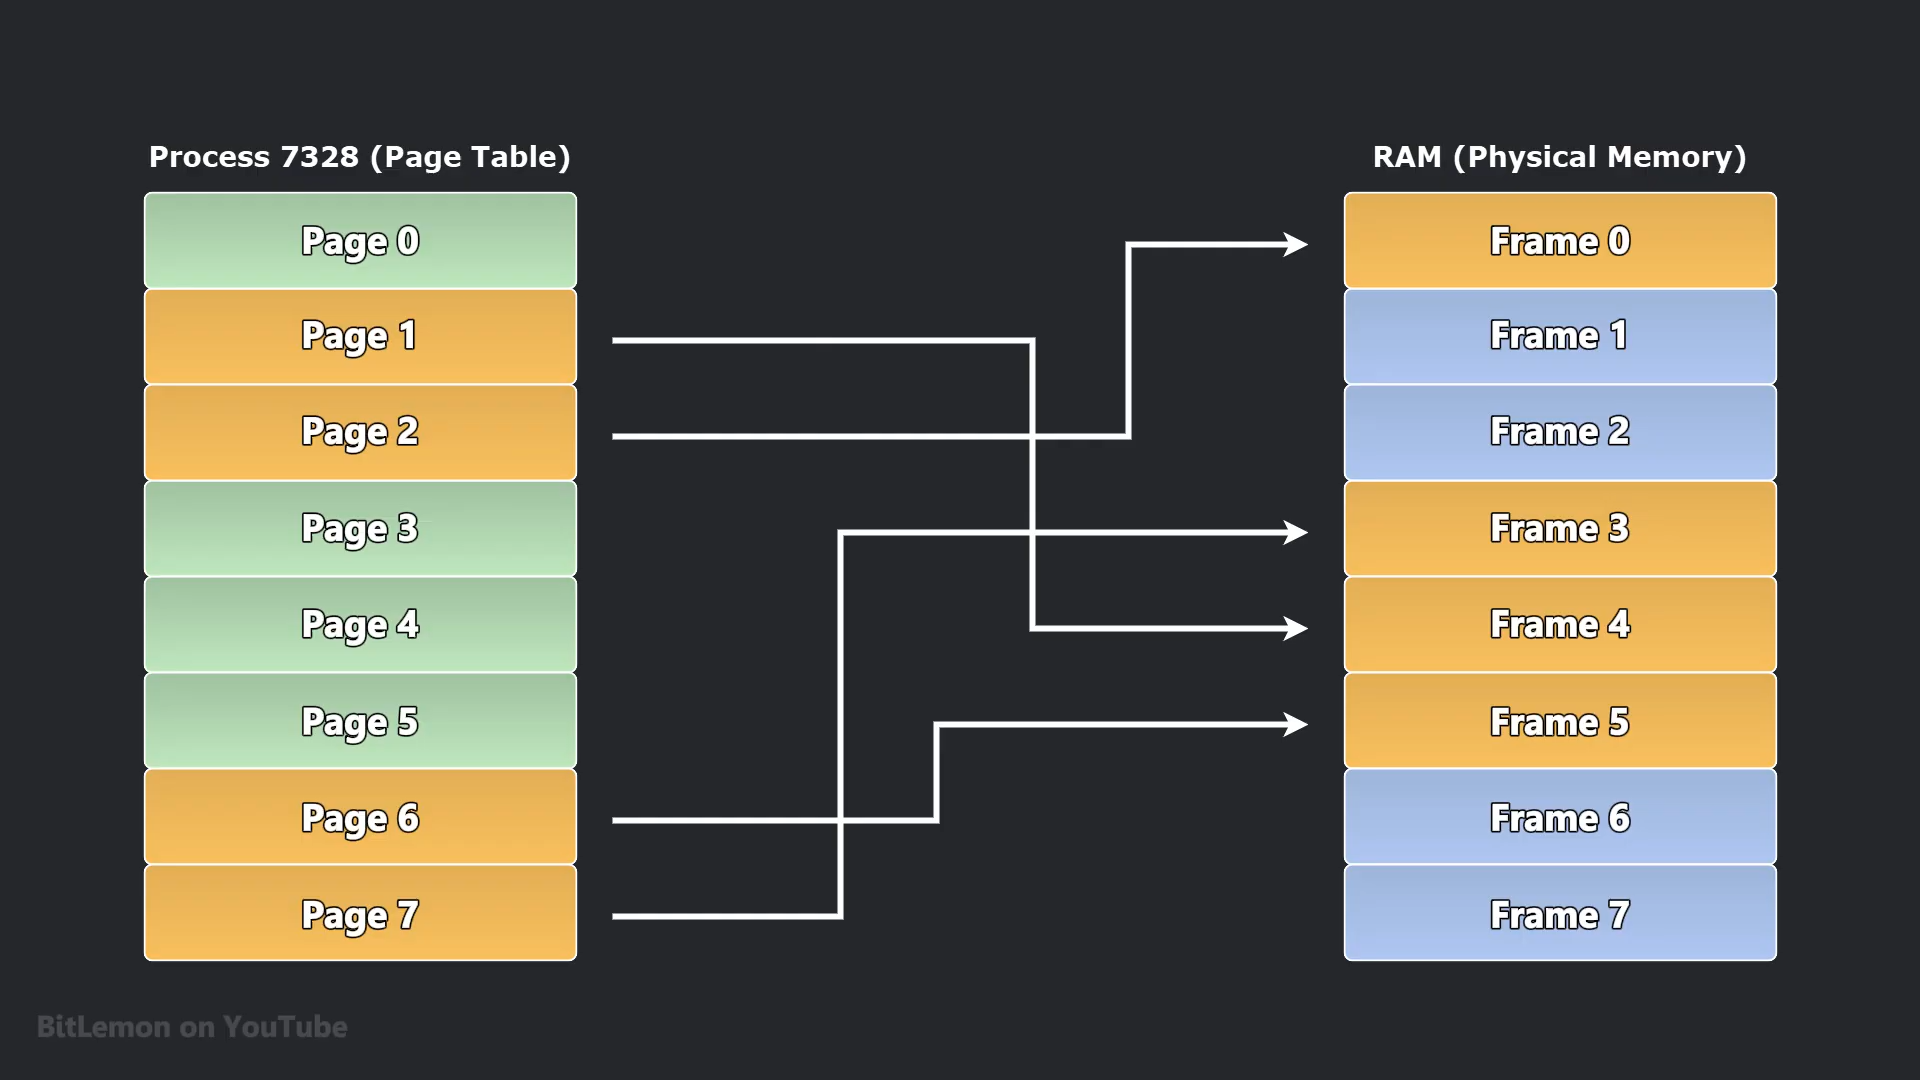 Process 7328 (Page Table)
Page 0
Page 1
Page 2
Page 3
Page 4
Page 5
Page 6
Page 7
RAM (Physical Memory)
Frame 0
Frame 1
Frame 2
Frame 3
Frame 4
Frame 5
Frame 6
Frame 7
BitLemon on YouTube